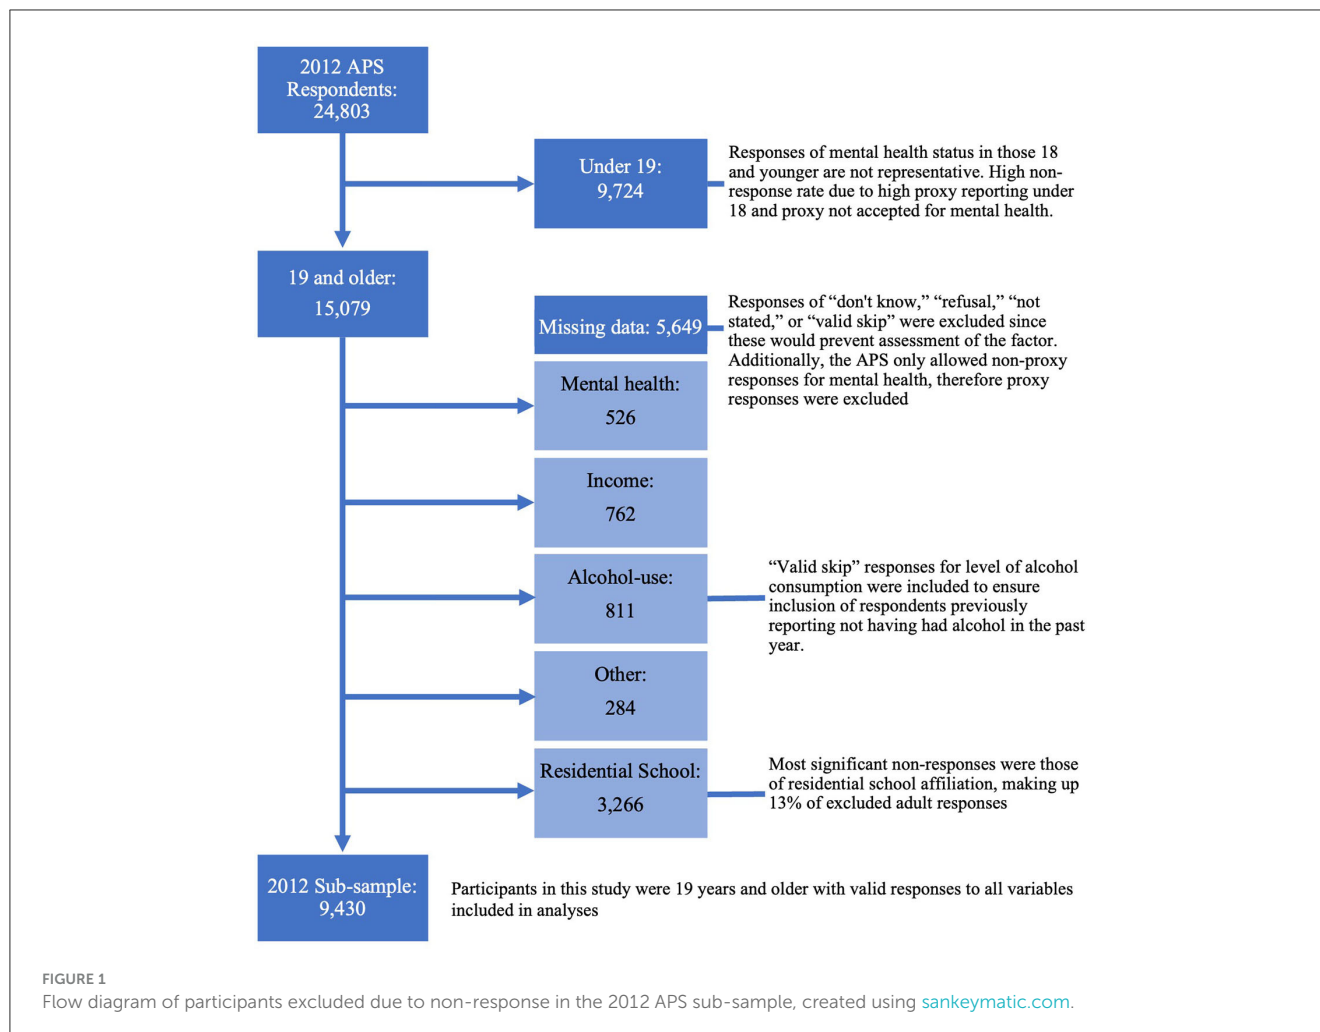 2012 APS
Respondents:
24,803
Under 19:
9,724
Responses of mental health status in those 18
and younger are not representative. High non-
response rate due to high proxy reporting under
18 and proxy not accepted for mental health.
19 and older:
15,079
Missing data: 5,649
Responses of “don't know,” “refusal,” “not
stated,” or “valid skip” were excluded since
these would prevent assessment of the factor.
Additionally, the APS only allowed non-proxy
responses for mental health, therefore proxy
responses were excluded
Mental health:
526
Income:
762
Alcohol-use:
811
“Valid skip” responses for level of alcohol
consumption were included to ensure
inclusion of respondents previously
reporting not having had alcohol in the past
year.
Other:
284
Residential School:
3,266
Most significant non-responses were those
of residential school affiliation, making up
13% of excluded adult responses
2012 Sub-sample:
9,430
Participants in this study were 19 years and older with valid responses to all variables
included in analyses
FIGURE 1
Flow diagram of participants excluded due to non-response in the 2012 APS sub-sample, created using sankeymatic.com.